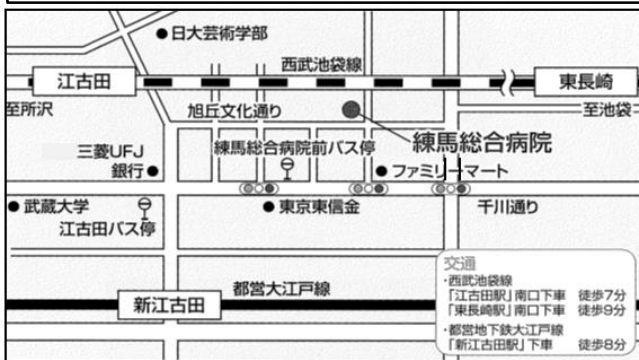 日大芸術学部
西武池袋線
江古田
東長崎
至所沢
旭丘文化通り
至池袋
練馬総合病院
三菱UFJ
銀行
練馬総合病院前バス停
ファミリーマート
武蔵大学
江古田バス停
東京東信金
千川通り
都営大江戸線
新江古田
交通
・西武池袋線
「江古田駅」南口下車 徒歩7分
「東長崎駅」南口下車 徒歩9分
・都営地下鉄大江戸線
「新江古田駅」下車 徒歩8分